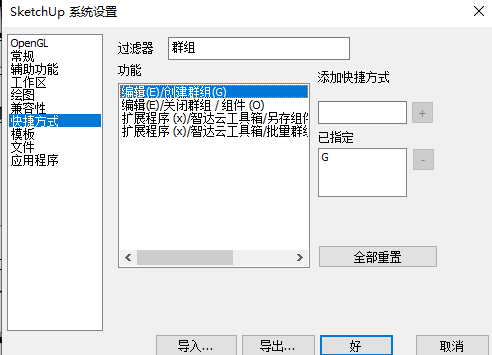 SketchUp 系统设置
OpenGL
常规
辅助功能
工作区
绘图
兼容性
快捷方式
模板
文件
应用程序
过滤器 群组
功能
编辑(E)/创建群组(G)
编辑(E)/关闭群组 / 组件 (O)
扩展程序 (x)/智达云工具箱/另存组件
扩展程序 (x)/智达云工具箱/批量群组
添加快捷方式
+
已指定
G
-
全部重置
导入...
导出...
好
取消